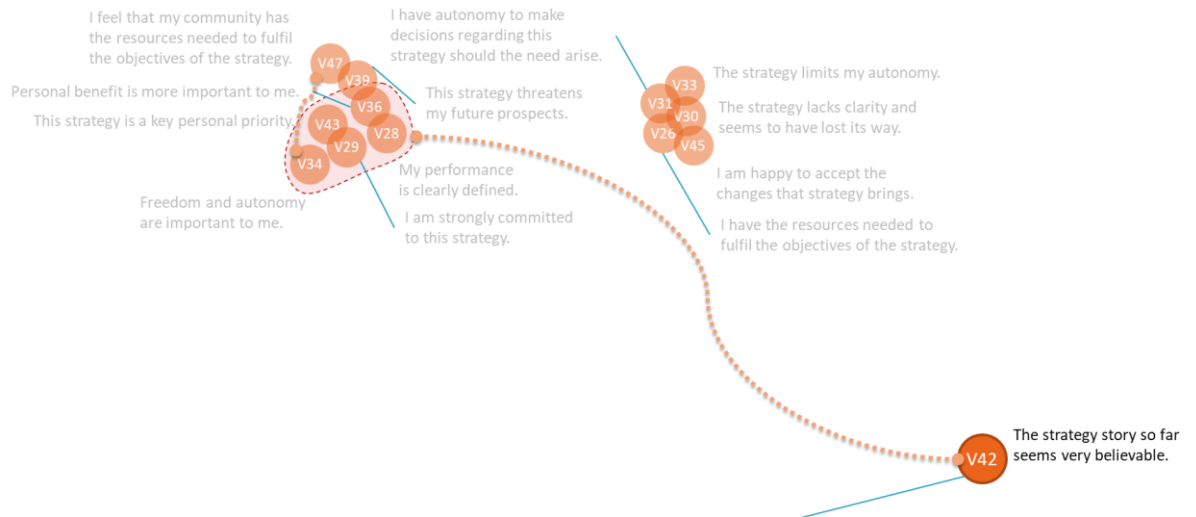 I feel that my community has
the resources needed to fulfil
the objectives of the strategy.
Personal benefit is more important to me.
This strategy is a key personal priority.
Freedom and autonomy
are important to me.
V47
V39
V36
V43
V28
V29
V34
I have autonomy to make
decisions regarding this
strategy should the need arise.
This strategy threatens
my future prospects.
My performance
is clearly defined.
I am strongly committed
to this strategy.
V33
V31
V30
V26
V45
The strategy limits my autonomy.
The strategy lacks clarity and
seems to have lost its way.
I am happy to accept the
changes that strategy brings.
I have the resources needed to
fulfil the objectives of the strategy.
V42
The strategy story so far
seems very believable.